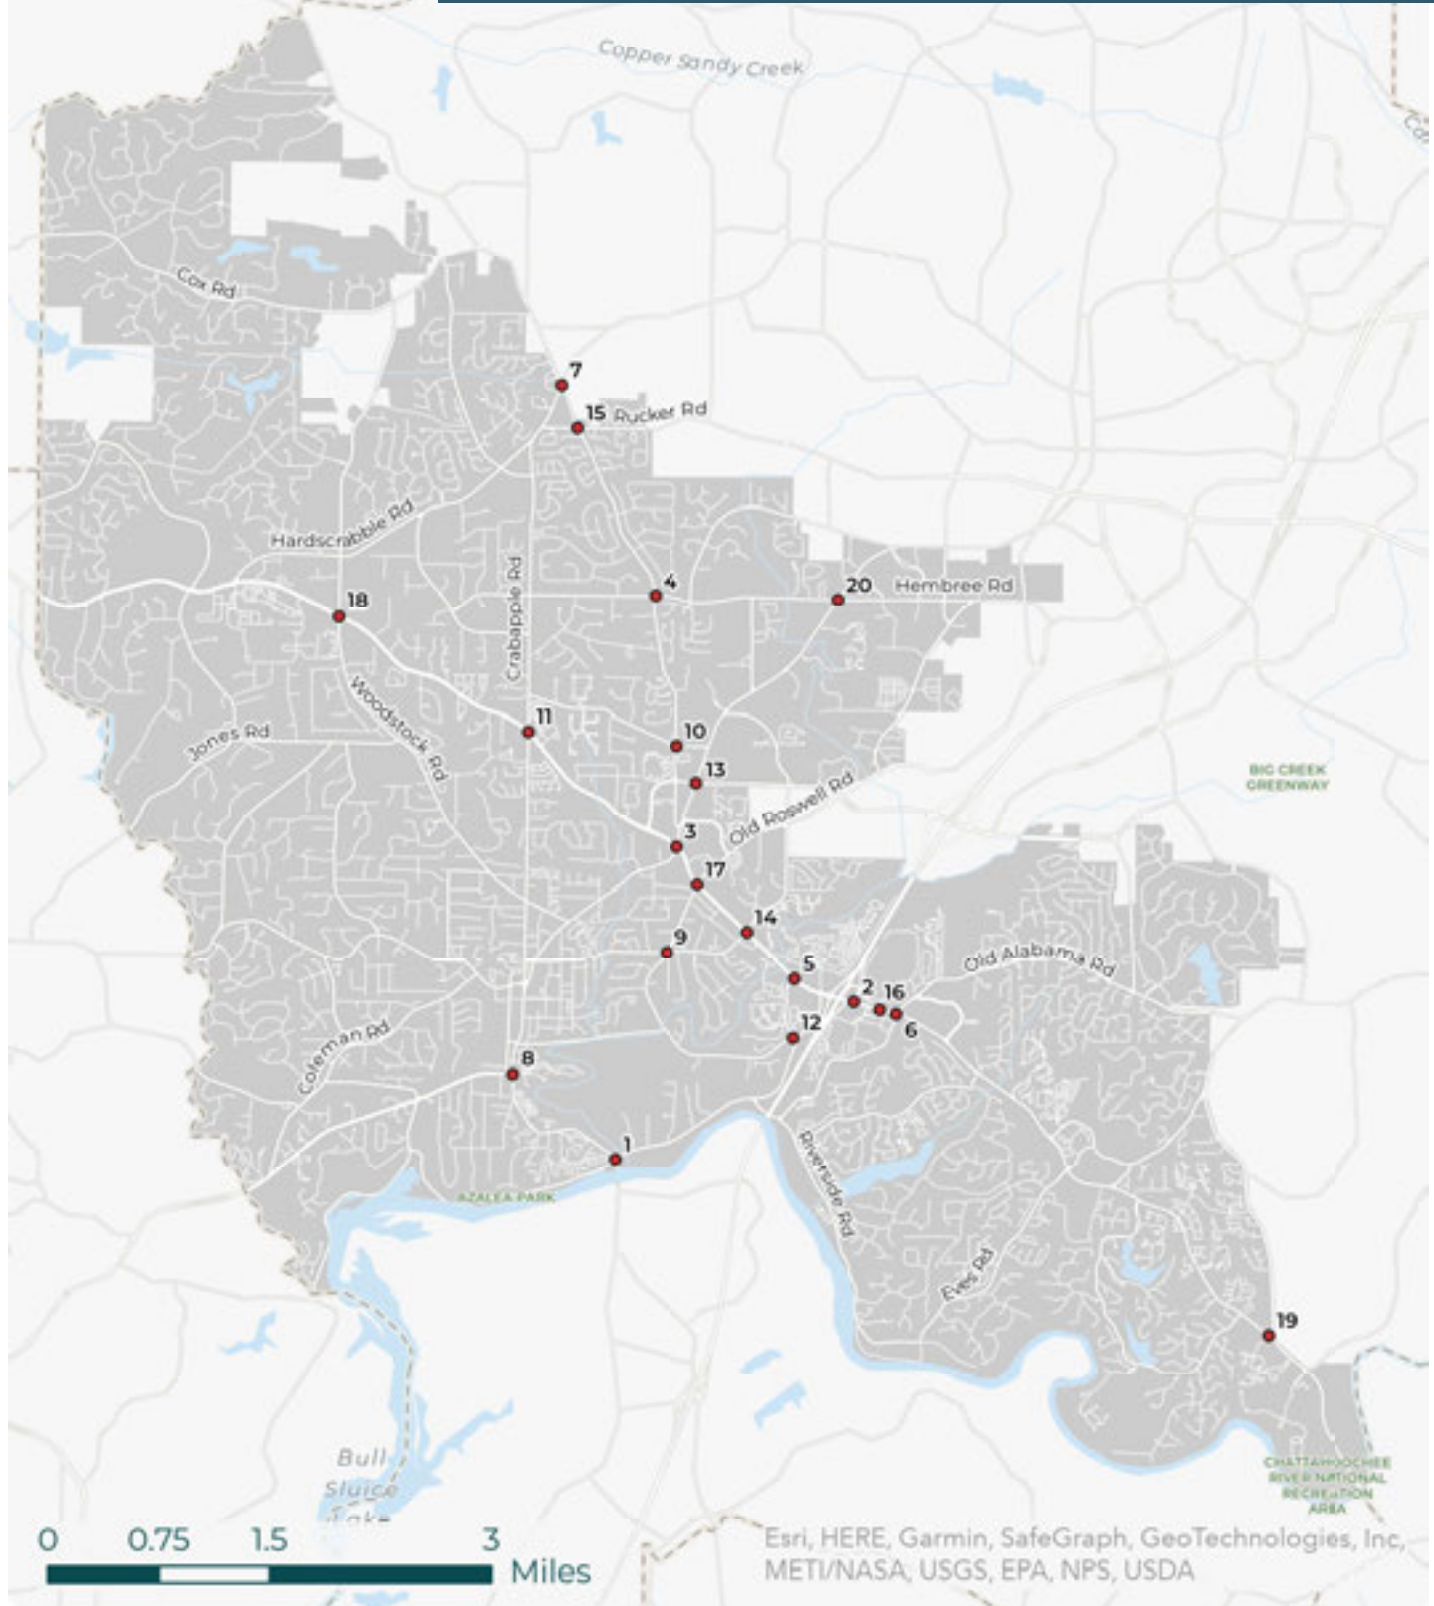 Copper Sandy Creek
Cox Rd
7
15
Rucker Rd
Hardscrabble Rd
Crabapple Rd
4
20
Hembree Rd
18
Woodstock Rd
Jones Rd
11
10
13
Old Roswell Rd
BIG CREEK
GREENWAY
3
17
14
9
5
Old Alabama Rd
2
16
6
12
Coleman Rd
8
1
Riverside Rd
AZALEA PARK
Eves Rd
19
Bull
Sluice
Lake
CHATTAHOOCHEE
RIVER NATIONAL
RECREATION
AREA
0 0.75 1.5 3
Miles
Esri, HERE, Garmin, SafeGraph, GeoTechnologies, Inc,
METI/NASA, USGS, EPA, NPS, USDA